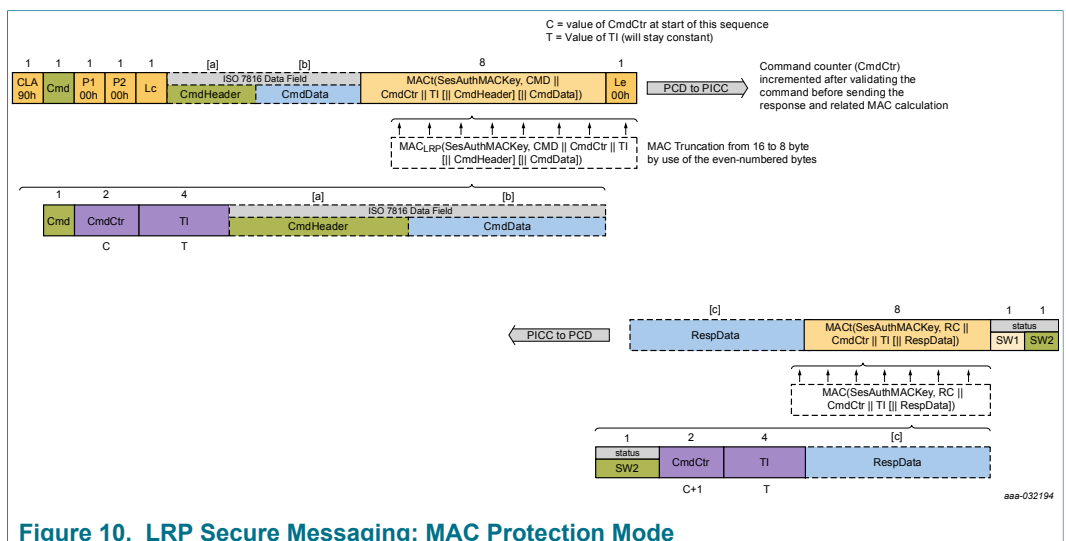 C = value of CmdCtr at start of this sequence
T = Value of TI (will stay constant)
1 1 1 1 1 [a] [b] 8 1
CLA 90h
Cmd
P1 00h
P2 00h
Lc
ISO 7816 Data Field
CmdHeader
CmdData
MACt(SesAuthMACKey, CMD ||
CmdCtr || TI [|| CmdHeader] [|| CmdData])
Le 00h
PCD to PICC
Command counter (CmdCtr)
incremented after validating the
command before sending the
response and related MAC calculation
MACLRP(SesAuthMACKey, CMD || CmdCtr || TI
[|| CmdHeader] [|| CmdData])
MAC Truncation from 16 to 8 byte
by use of the even-numbered bytes
1 2 4 [a] [b]
Cmd
CmdCtr
TI
ISO 7816 Data Field
CmdHeader
CmdData
C T
[c] 8 1 1
PICC to PCD
RespData
MACt(SesAuthMACKey, RC ||
CmdCtr || TI [|| RespData])
status
SW1 SW2
MAC(SesAuthMACKey, RC ||
CmdCtr || TI [|| RespData])
1 2 4 [c]
status
SW2
CmdCtr
TI
RespData
C+1 T
aaa-032194
Figure 10. LRP Secure Messaging: MAC Protection Mode